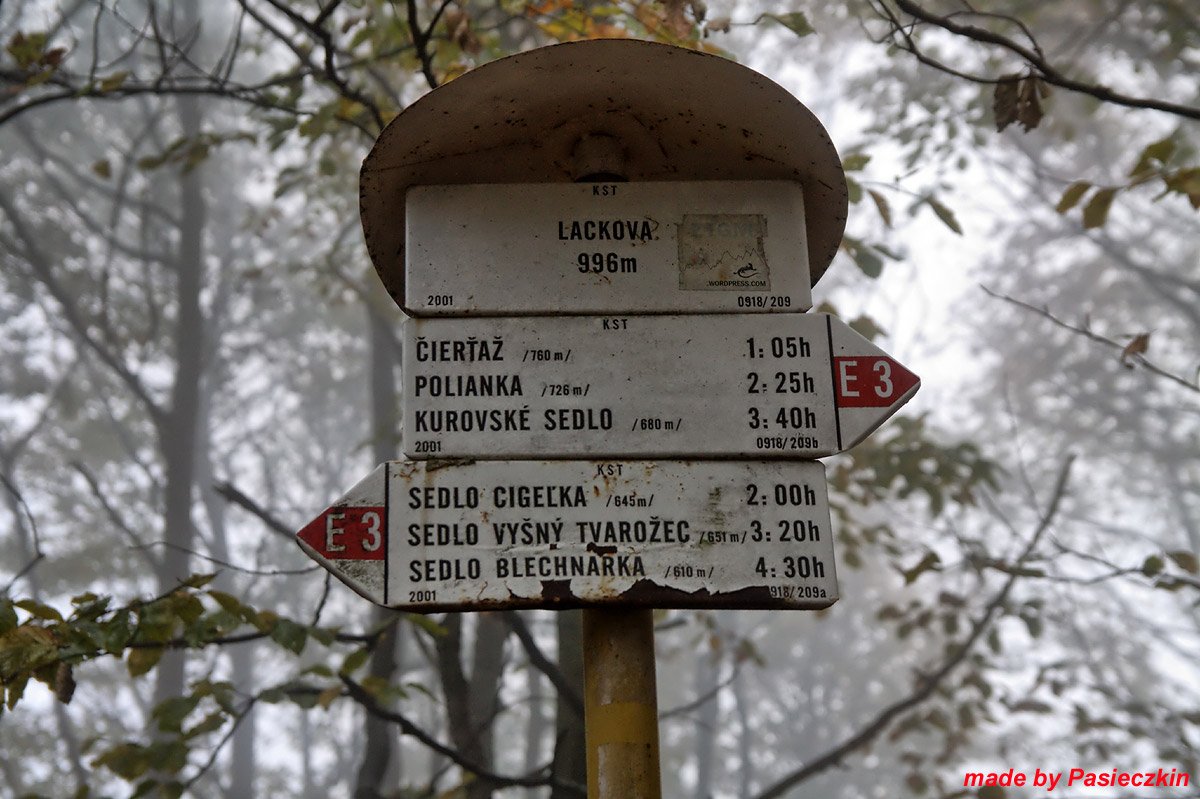 KST
LACKOVA
996m
.WORDPRESS.COM
2001 0918/209
KST
ČIERŤAŽ /760 m/ 1:05h
POLIANKA /726 m/ 2:25h
KUROVSKÉ SEDLO /680 m/ 3:40h
E 3
2001 0918/209b
KST
SEDLO CIGEĽKA /645 m/ 2:00h
E 3 SEDLO VYŠNÝ TVAROŽEC /651 m/ 3:20h
SEDLO BLECHNARKA /610 m/ 4:30h
2001 918/209a
made by Pasieczkin